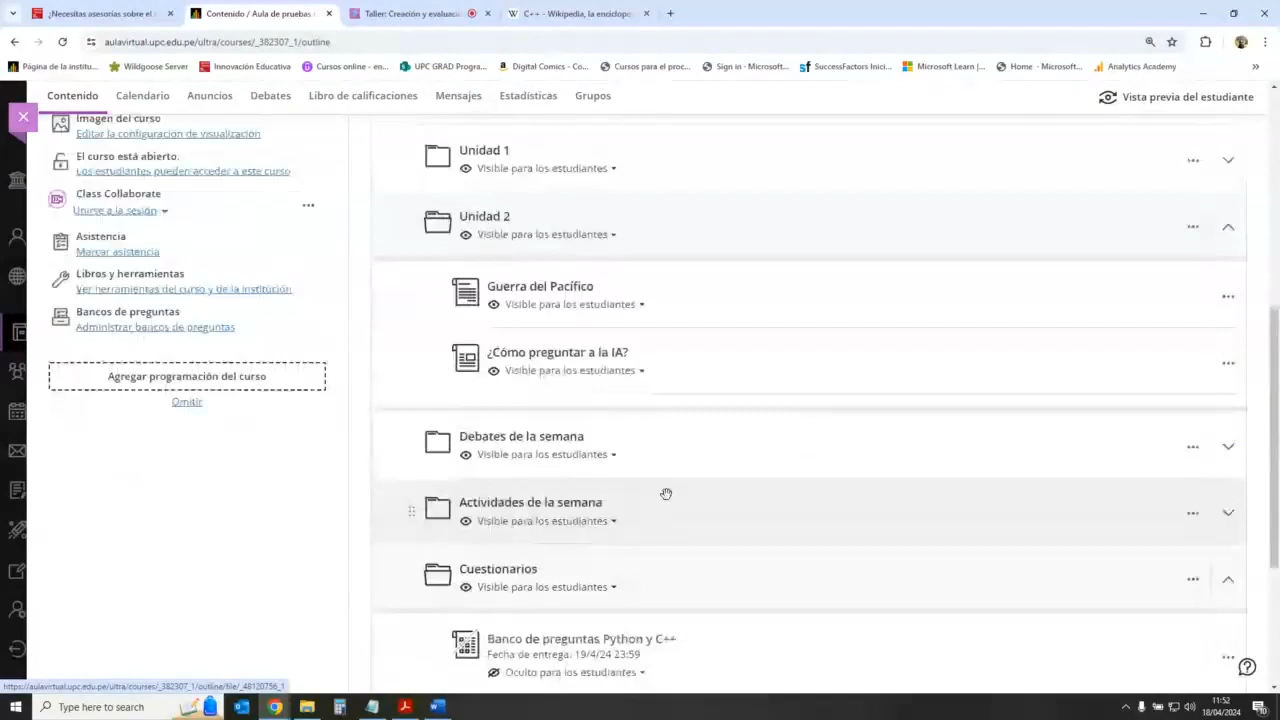 ¿Necesitas asesorías sobre el
Contenido / Aula de pruebas
Taller: Creación y evaluac
C++ - Wikipedia, la enciclope
aulavirtual.upc.edu.pe/ultra/courses/_382307_1/outline
Página de la institu...
Wildgoose Server
Innovación Educativa
Cursos online - en...
UPC GRAD Progra...
Digital Comics - Co...
Cursos para el proc...
Sign in - Microsoft...
SuccessFactors Inici...
Microsoft Learn |...
Home - Microsoft...
Analytics Academy
Contenido
Calendario
Anuncios
Debates
Libro de calificaciones
Mensajes
Estadísticas
Grupos
Vista previa del estudiante
Imagen del curso
Editar la configuración de visualización
El curso está abierto.
Los estudiantes pueden acceder a este curso
Class Collaborate
Unirse a la sesión
Asistencia
Marcar asistencia
Libros y herramientas
Ver herramientas del curso y de la institución
Bancos de preguntas
Administrar bancos de preguntas
Agregar programación del curso
Omitir
Unidad 1
Visible para los estudiantes
Unidad 2
Visible para los estudiantes
Guerra del Pacífico
Visible para los estudiantes
¿Cómo preguntar a la IA?
Visible para los estudiantes
Debates de la semana
Visible para los estudiantes
Actividades de la semana
Visible para los estudiantes
Cuestionarios
Visible para los estudiantes
Banco de preguntas Python y C++
Fecha de entrega: 19/4/24 23:59
Oculto para los estudiantes
https://aulavirtual.upc.edu.pe/ultra/courses/_382307_1/outline/file/_48120756_1
Type here to search
11:52
18/04/2024
10